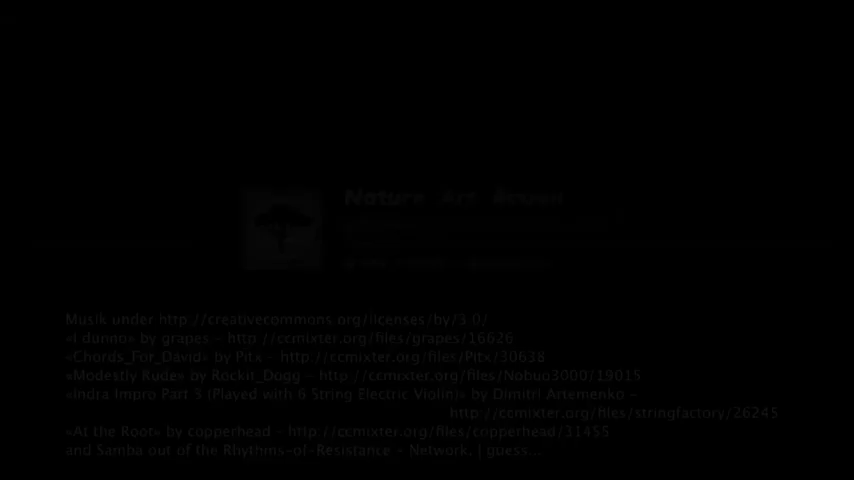 Nature Art
Musik under http://creativecommons.org/licenses/by/3.0/
«I dunno» by grapes – http://ccmixter.org/files/grapes/16626
«Chords_For_David» by Pitx – http://ccmixter.org/files/Pitx/30638
«Modestly Rude» by Rockit_Dogg – http://ccmixter.org/files/Nobuo3000/19015
«Indra Impro Part 3 (Played with 6 String Electric Violin)» by Dimitri Artemenko –
http://ccmixter.org/files/stringfactory/26245
«At the Root» by copperhead – http://ccmixter.org/files/copperhead/31455
and Samba out of the Rhythms-of-Resistance – Network, I guess...